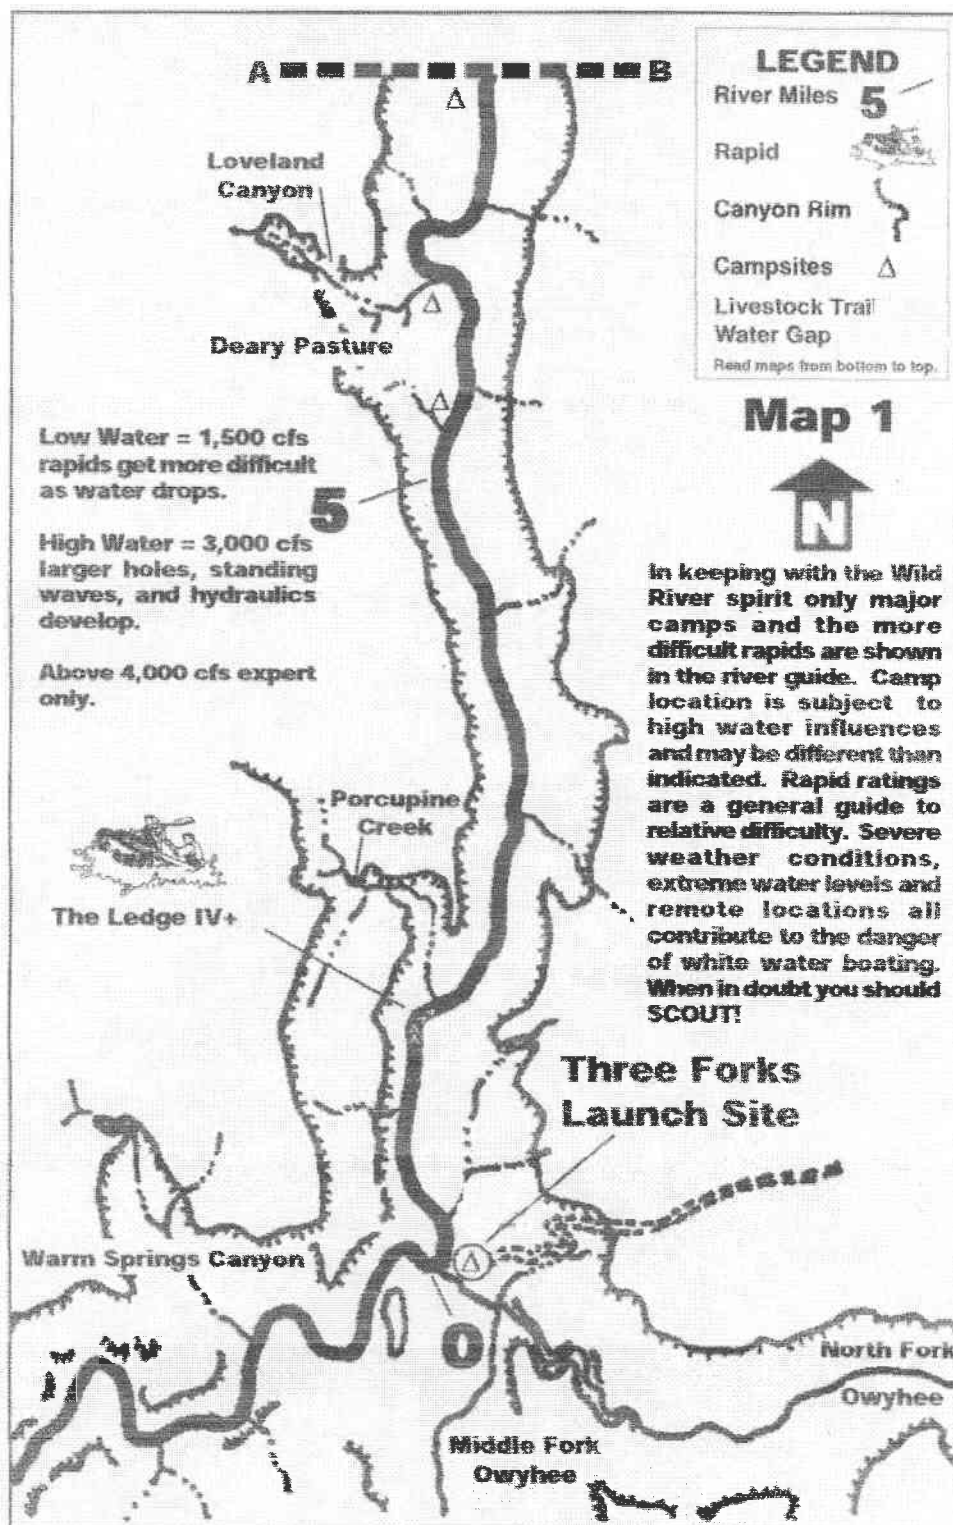 A B
LEGEND
River Miles 5
Rapid
Canyon Rim
Campsites
Livestock Trail
Water Gap
Read maps from bottom to top.
Loveland
Canyon
Deary Pasture
Map 1
N
Low Water = 1,500 cfs
rapids get more difficult
as water drops.
5
High Water = 3,000 cfs
larger holes, standing
waves, and hydraulics
develop.
Above 4,000 cfs expert
only.
In keeping with the Wild
River spirit only major
camps and the more
difficult rapids are shown
in the river guide. Camp
location is subject to
high water influences
and may be different than
indicated. Rapid ratings
are a general guide to
relative difficulty. Severe
weather conditions,
extreme water levels and
remote locations all
contribute to the danger
of white water boating.
When in doubt you should
SCOUT!
Porcupine
Creek
The Ledge IV+
Three Forks
Launch Site
Warm Springs Canyon
0
North Fork
Owyhee
Middle Fork
Owyhee